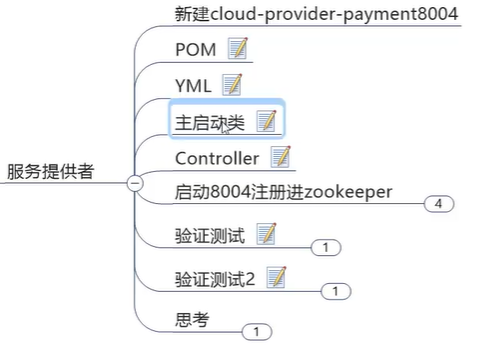 新建cloud-provider-payment8004
POM
YML
主启动类
Controller
服务提供者
启动8004注册进zookeeper
4
验证测试
1
验证测试2
1
思考
1